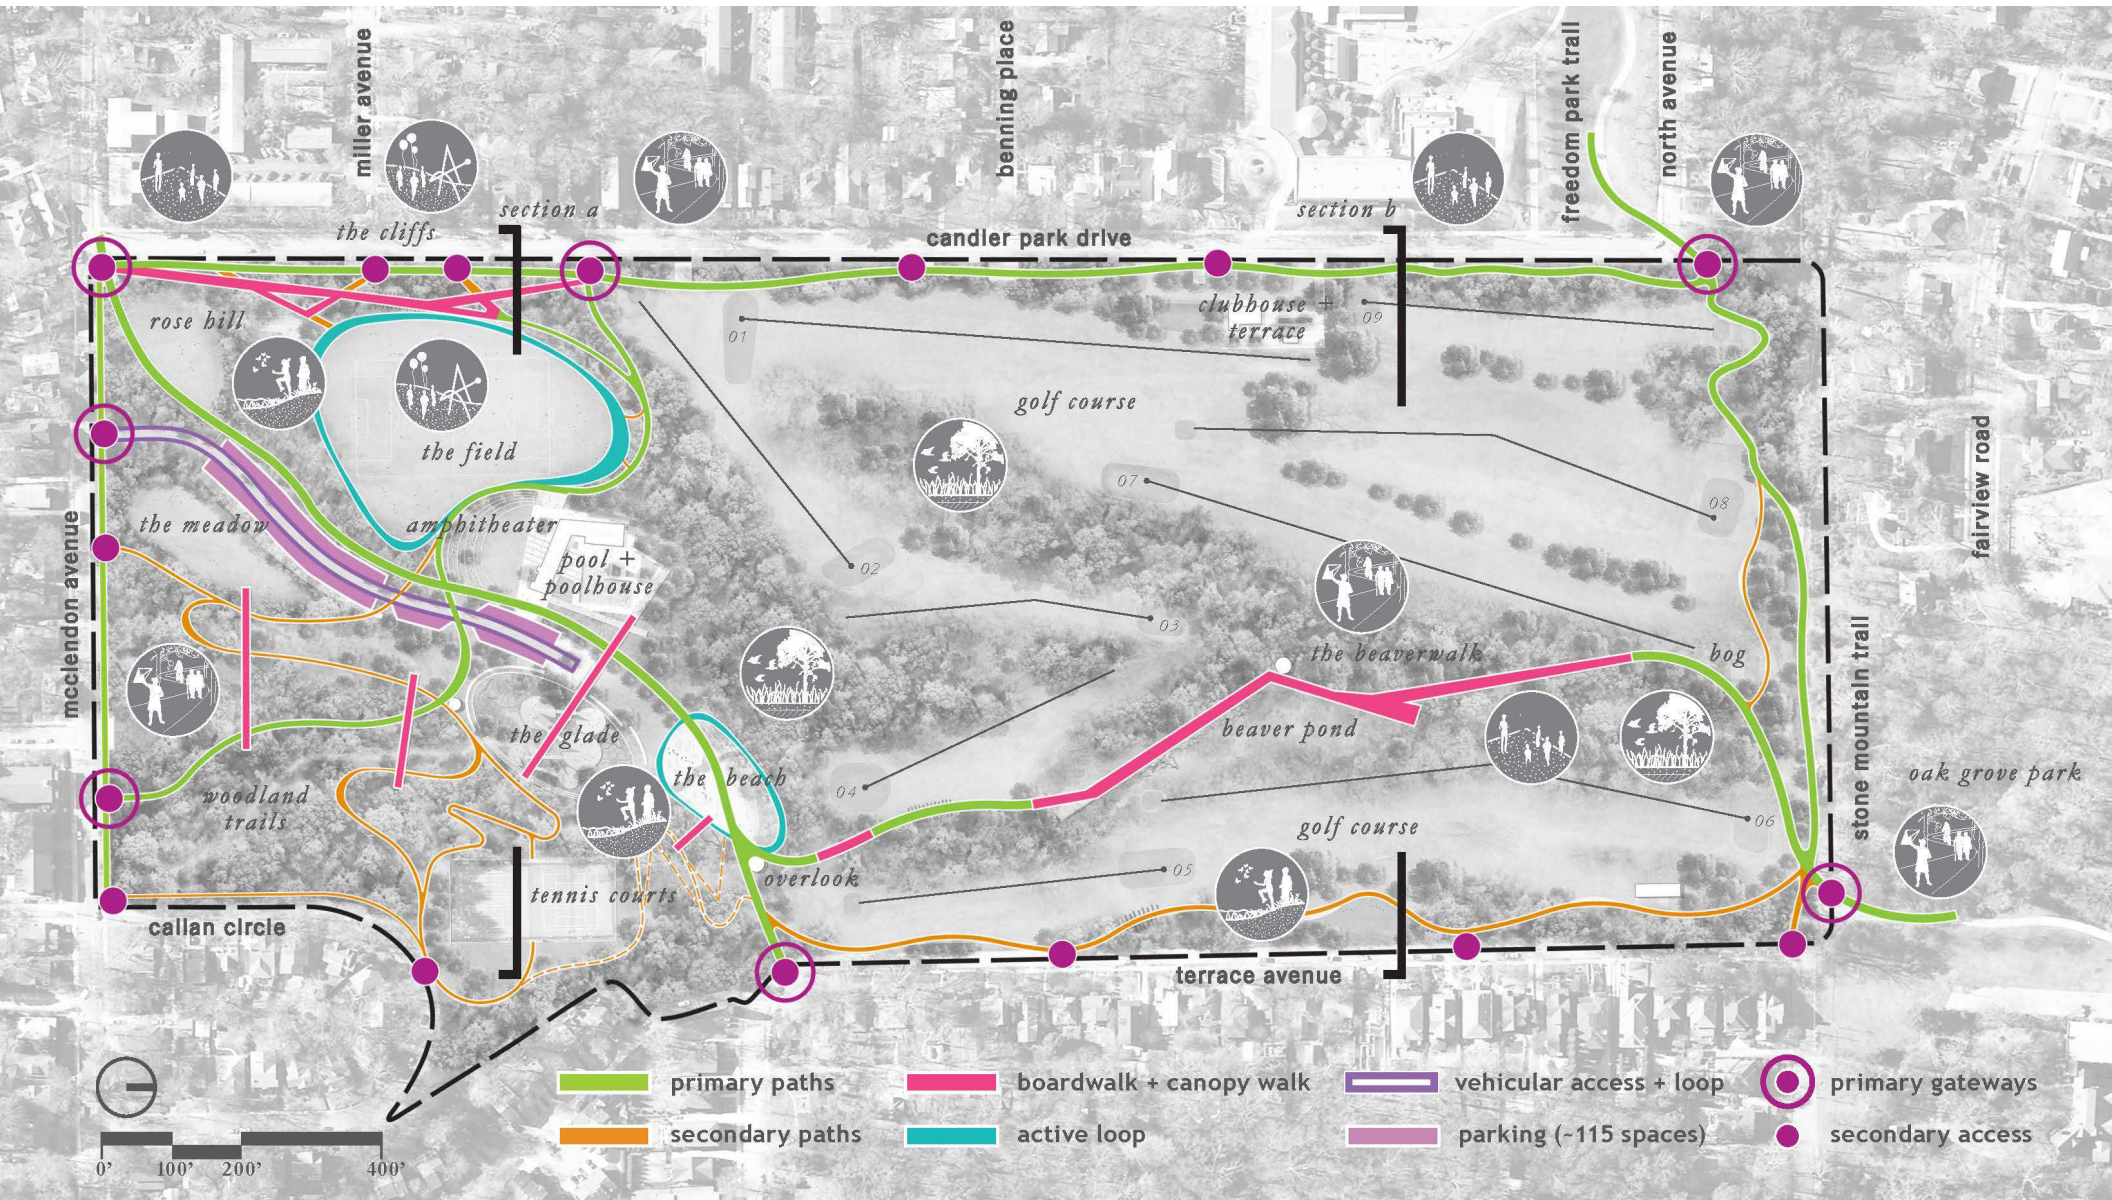 miller avenue
benning place
freedom park trail
north avenue
section a
section b
the cliffs
candler park drive
rose hill
01
clubhouse +
terrace
09
golf course
the field
07
08
fairview road
mcclendon avenue
the meadow
amphitheater
pool +
poolhouse
02
03
the beaverwalk
bog
stone mountain trail
the glade
beaver pond
the beach
04
woodland
trails
oak grove park
06
golf course
overlook
05
tennis courts
callan circle
terrace avenue
primary paths
boardwalk + canopy walk
vehicular access + loop
primary gateways
secondary paths
active loop
parking (~115 spaces)
secondary access
0' 100' 200' 400'